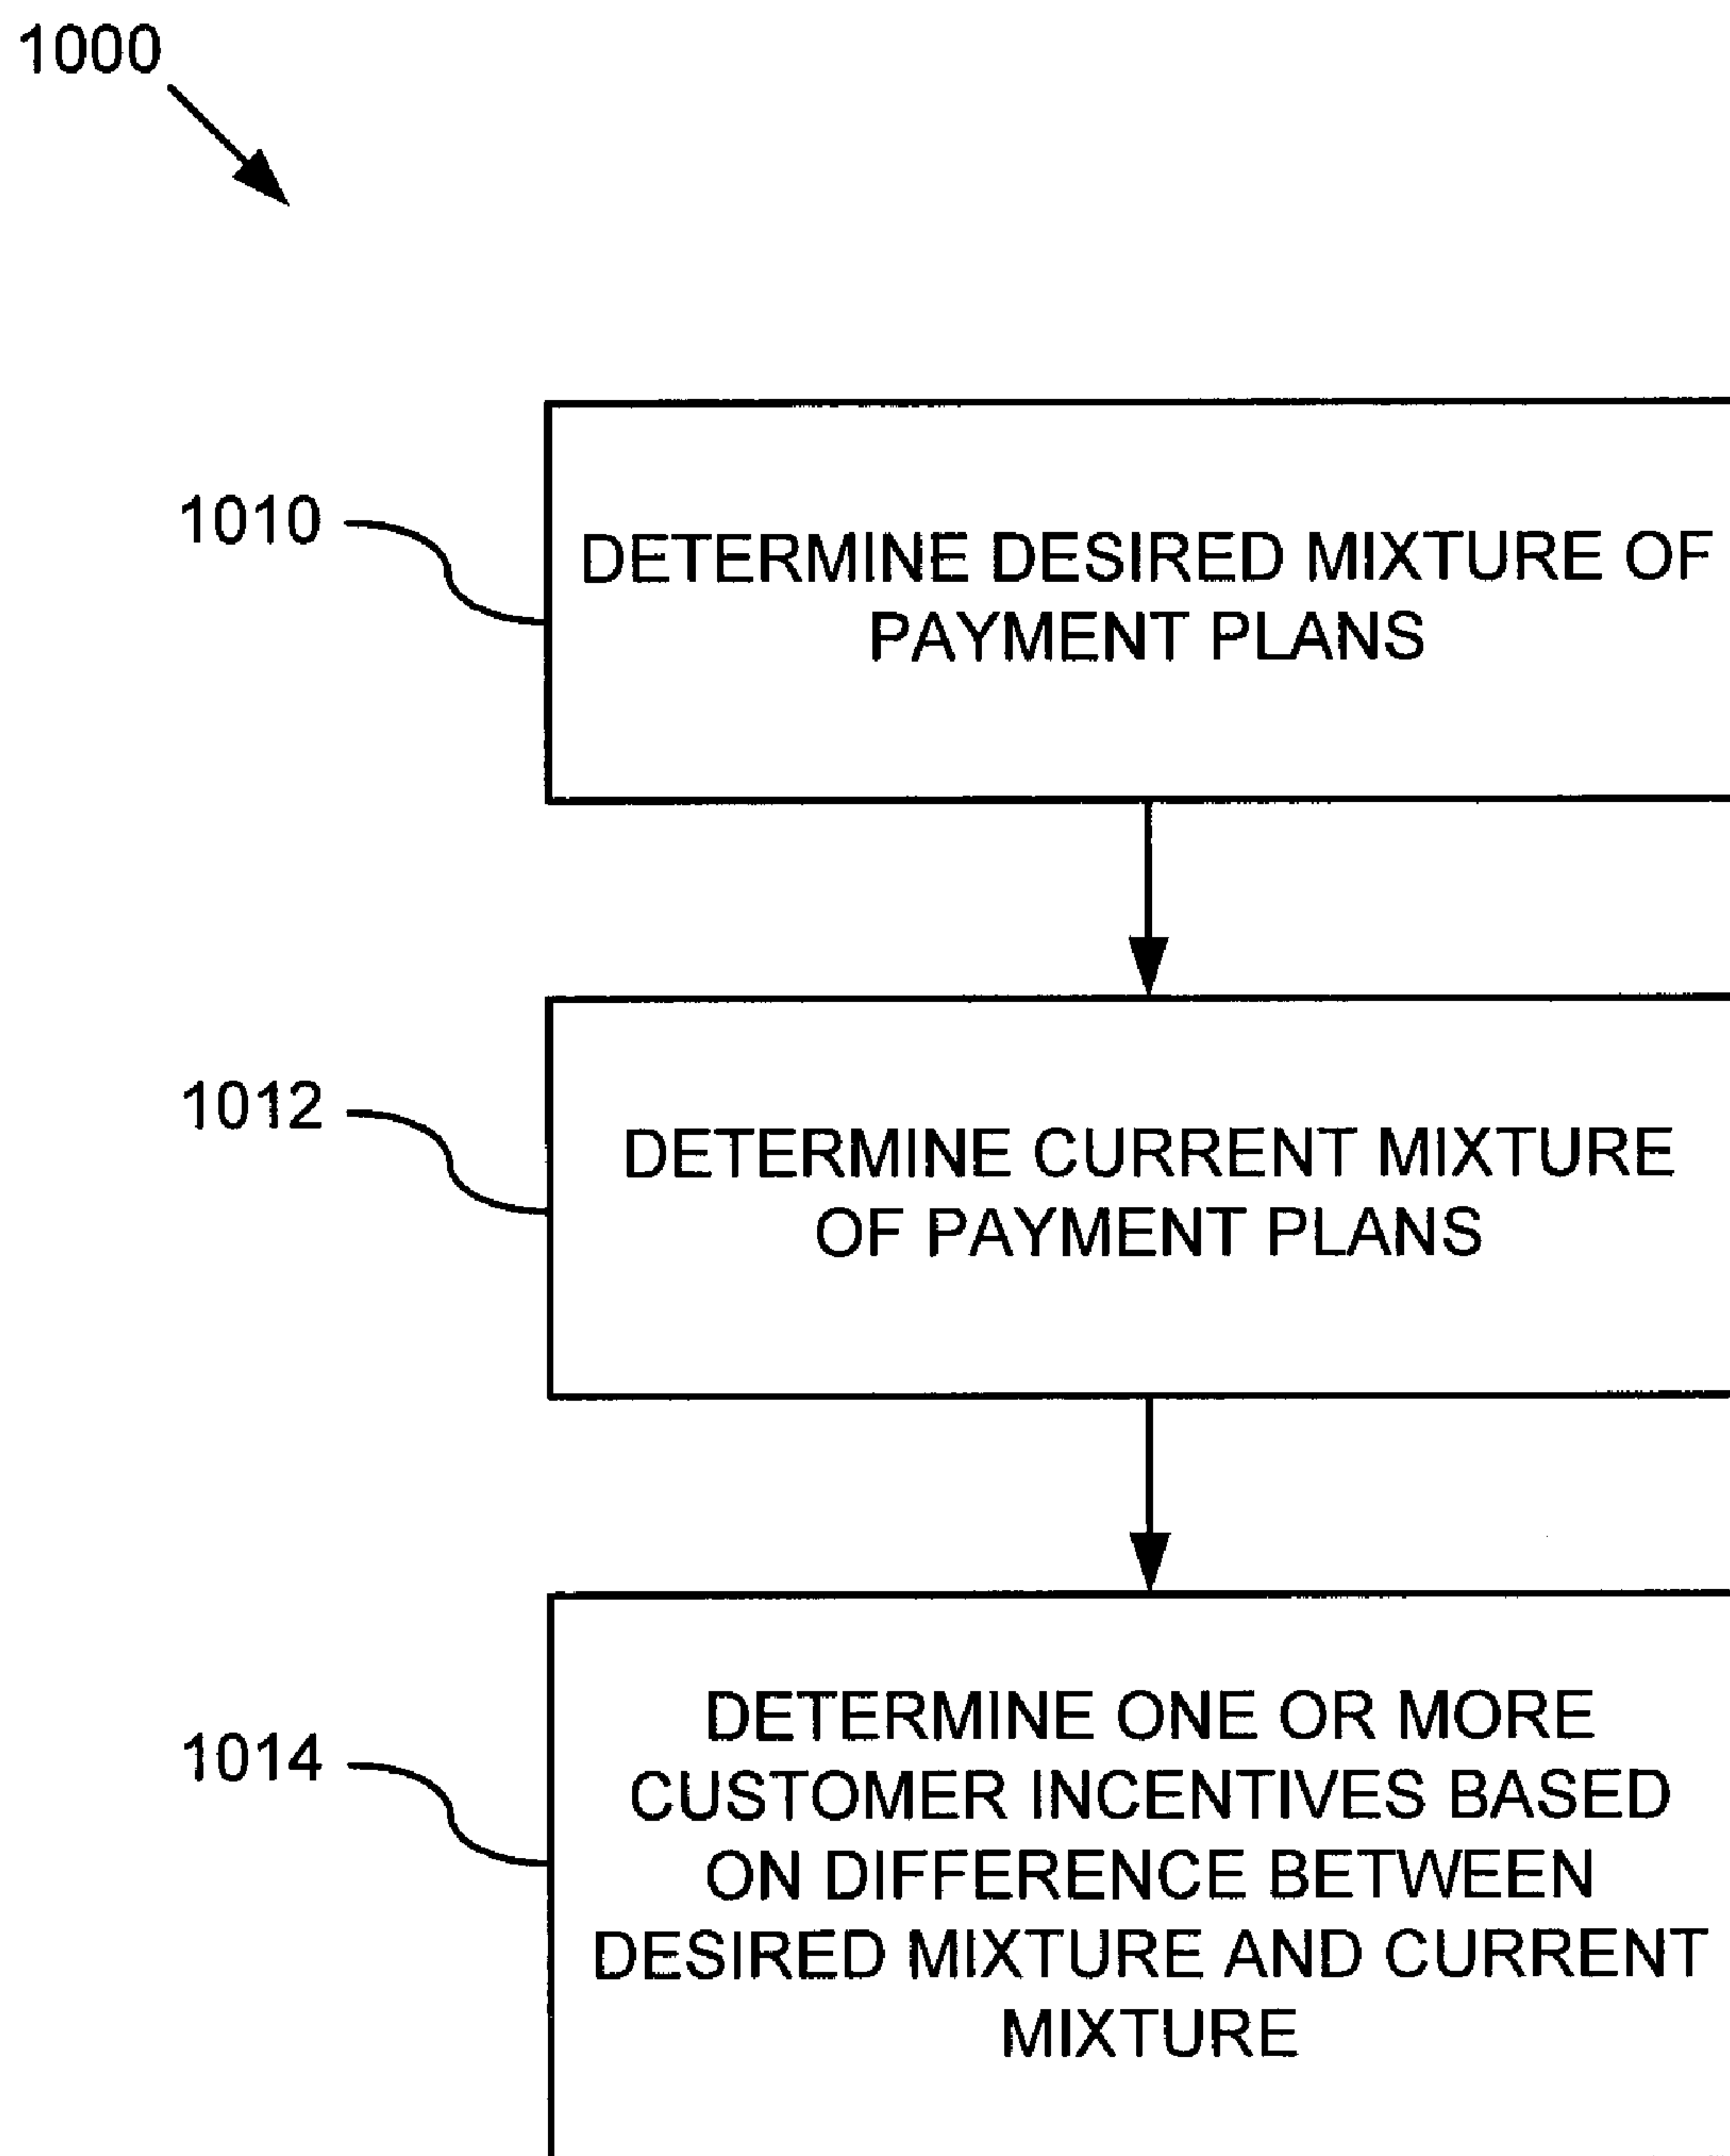 1000
1010
DETERMINE DESIRED MIXTURE OF
PAYMENT PLANS
1012
DETERMINE CURRENT MIXTURE
OF PAYMENT PLANS
1014
DETERMINE ONE OR MORE
CUSTOMER INCENTIVES BASED
ON DIFFERENCE BETWEEN
DESIRED MIXTURE AND CURRENT
MIXTURE